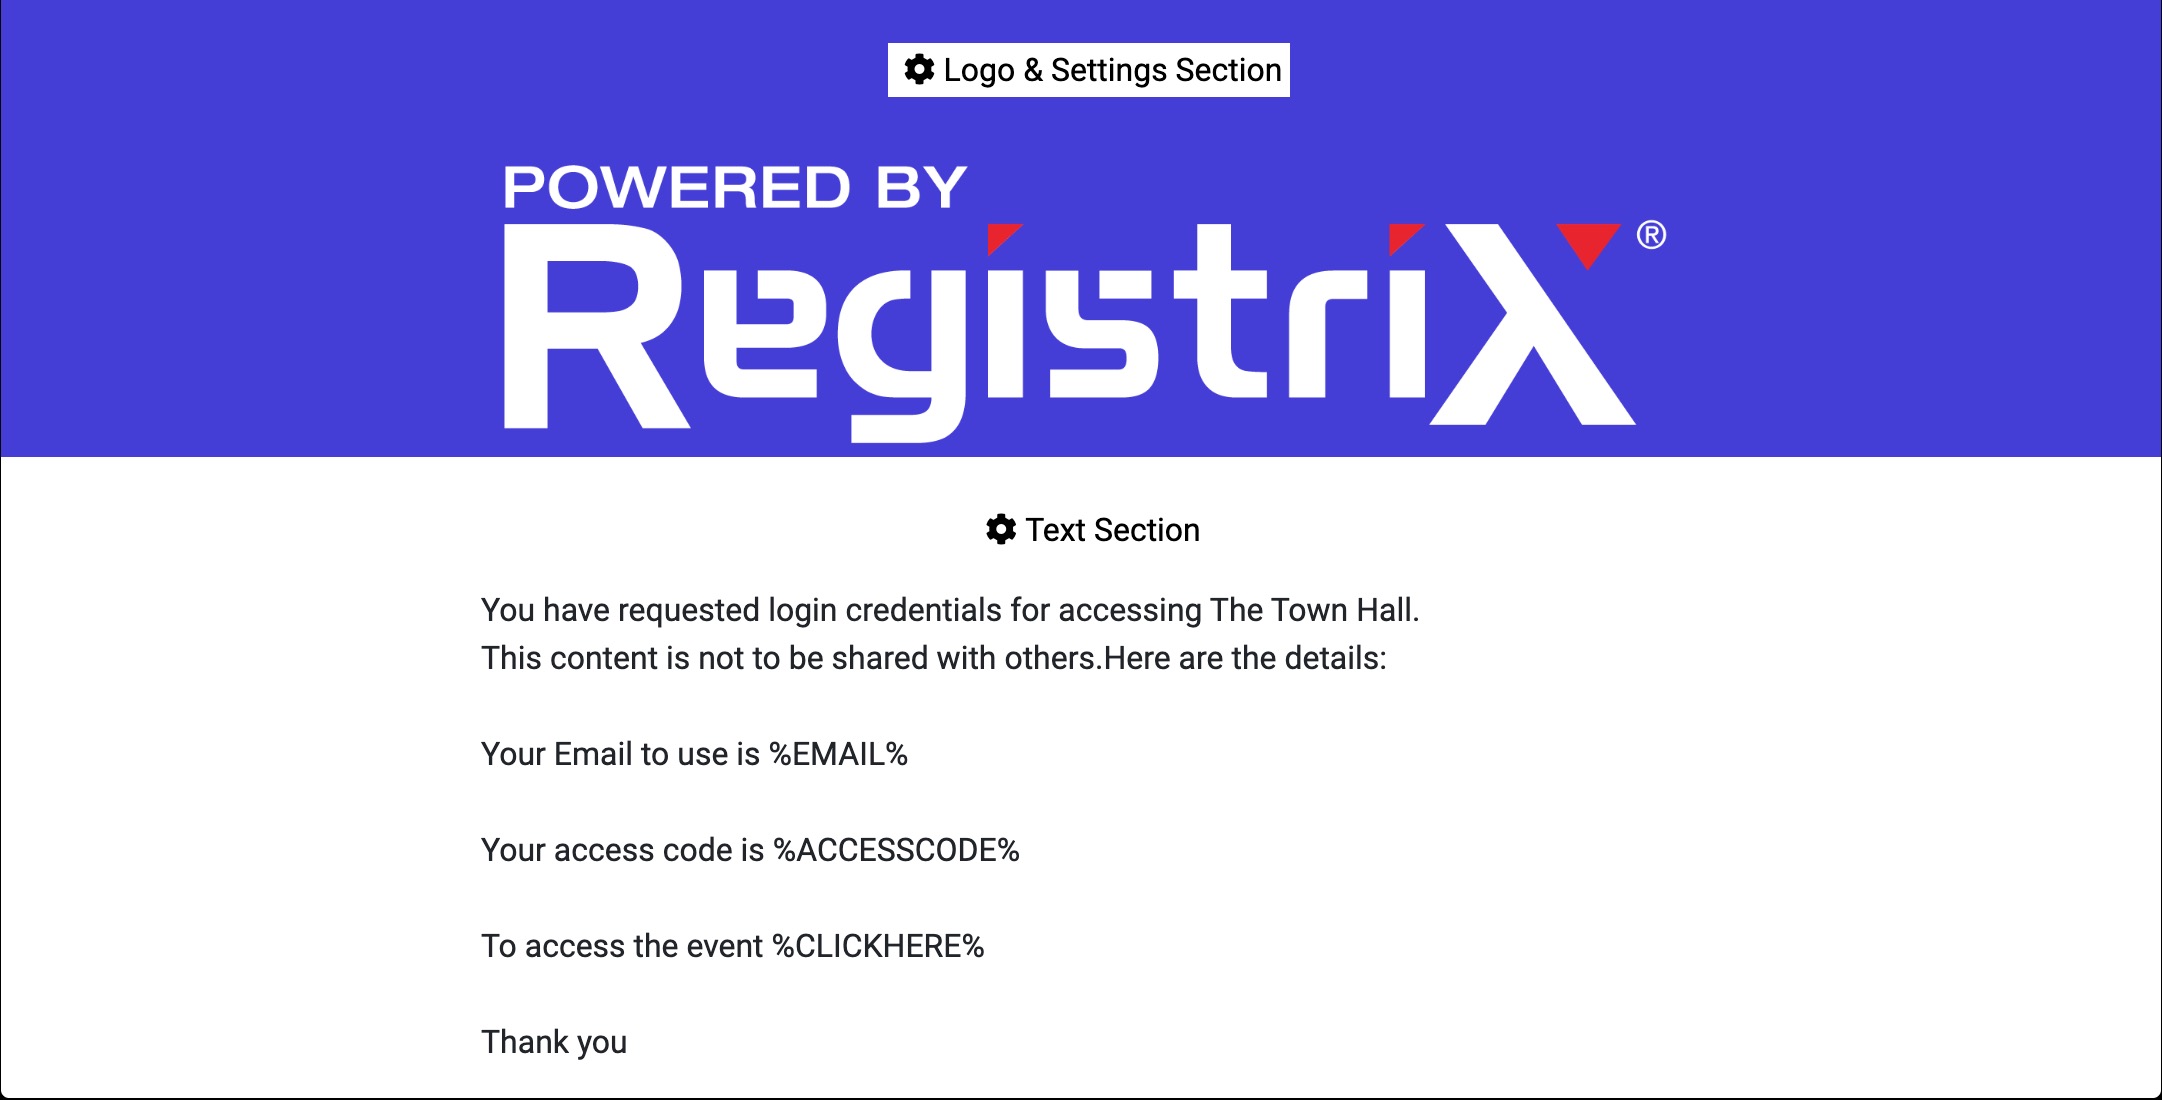 Logo & Settings Section
POWERED BY
RegistriX®
Text Section
You have requested login credentials for accessing The Town Hall.
This content is not to be shared with others.Here are the details:
Your Email to use is %EMAIL%
Your access code is %ACCESSCODE%
To access the event %CLICKHERE%
Thank you